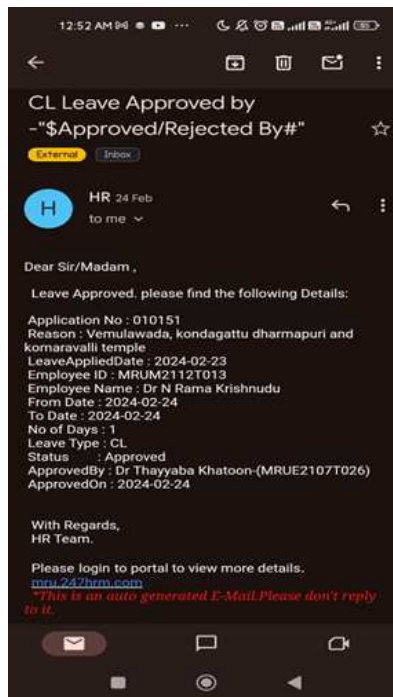 12:52 AM
CL Leave Approved by
-"$Approved/Rejected By#"
External Inbox
H
HR 24 Feb
to me
Dear Sir/Madam ,
Leave Approved. please find the following Details:
Application No : 010151
Reason : Vemulawada, kondagattu dharmapuri and
komaravalli temple
LeaveAppliedDate : 2024-02-23
Employee ID : MRUM2112T013
Employee Name : Dr N Rama Krishnudu
From Date : 2024-02-24
To Date : 2024-02-24
No of Days : 1
Leave Type : CL
Status : Approved
ApprovedBy : Dr Thayyaba Khatoon-(MRUE2107T026)
ApprovedOn : 2024-02-24
With Regards,
HR Team.
Please login to portal to view more details.
mru.247hrm.com
*This is an auto generated E-Mail.Please don't reply
to it.